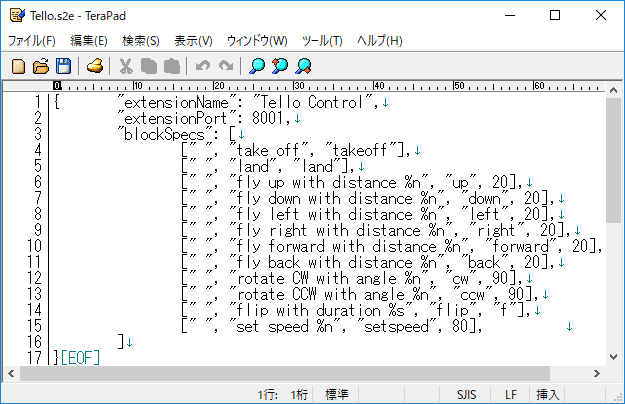 Tello.s2e - TeraPad
ファイル(F) 編集(E) 検索(S) 表示(V) ウィンドウ(W) ツール(T) ヘルプ(H)
0 10 20 30 40 50 60
1 { "extensionName": "Tello Control",↓
2 "extensionPort": 8001,↓
3 "blockSpecs": [↓
4 [" ", "take off", "takeoff"],↓
5 [" ", "land", "land"],↓
6 [" ", "fly up with distance %n", "up", 20],↓
7 [" ", "fly down with distance %n", "down", 20],↓
8 [" ", "fly left with distance %n", "left", 20],↓
9 [" ", "fly right with distance %n", "right", 20],↓
10 [" ", "fly forward with distance %n", "forward", 20],
11 [" ", "fly back with distance %n", "back", 20],↓
12 [" ", "rotate CW with angle %n", "cw", 90],↓
13 [" ", "rotate CCW with angle %n", "ccw", 90],↓
14 [" ", "flip with duration %s", "flip", "f"],↓
15 [" ", "set speed %n", "setspeed", 80], ↓
16 ]↓
17 }[EOF]
1行: 1桁 標準 SJIS LF 挿入